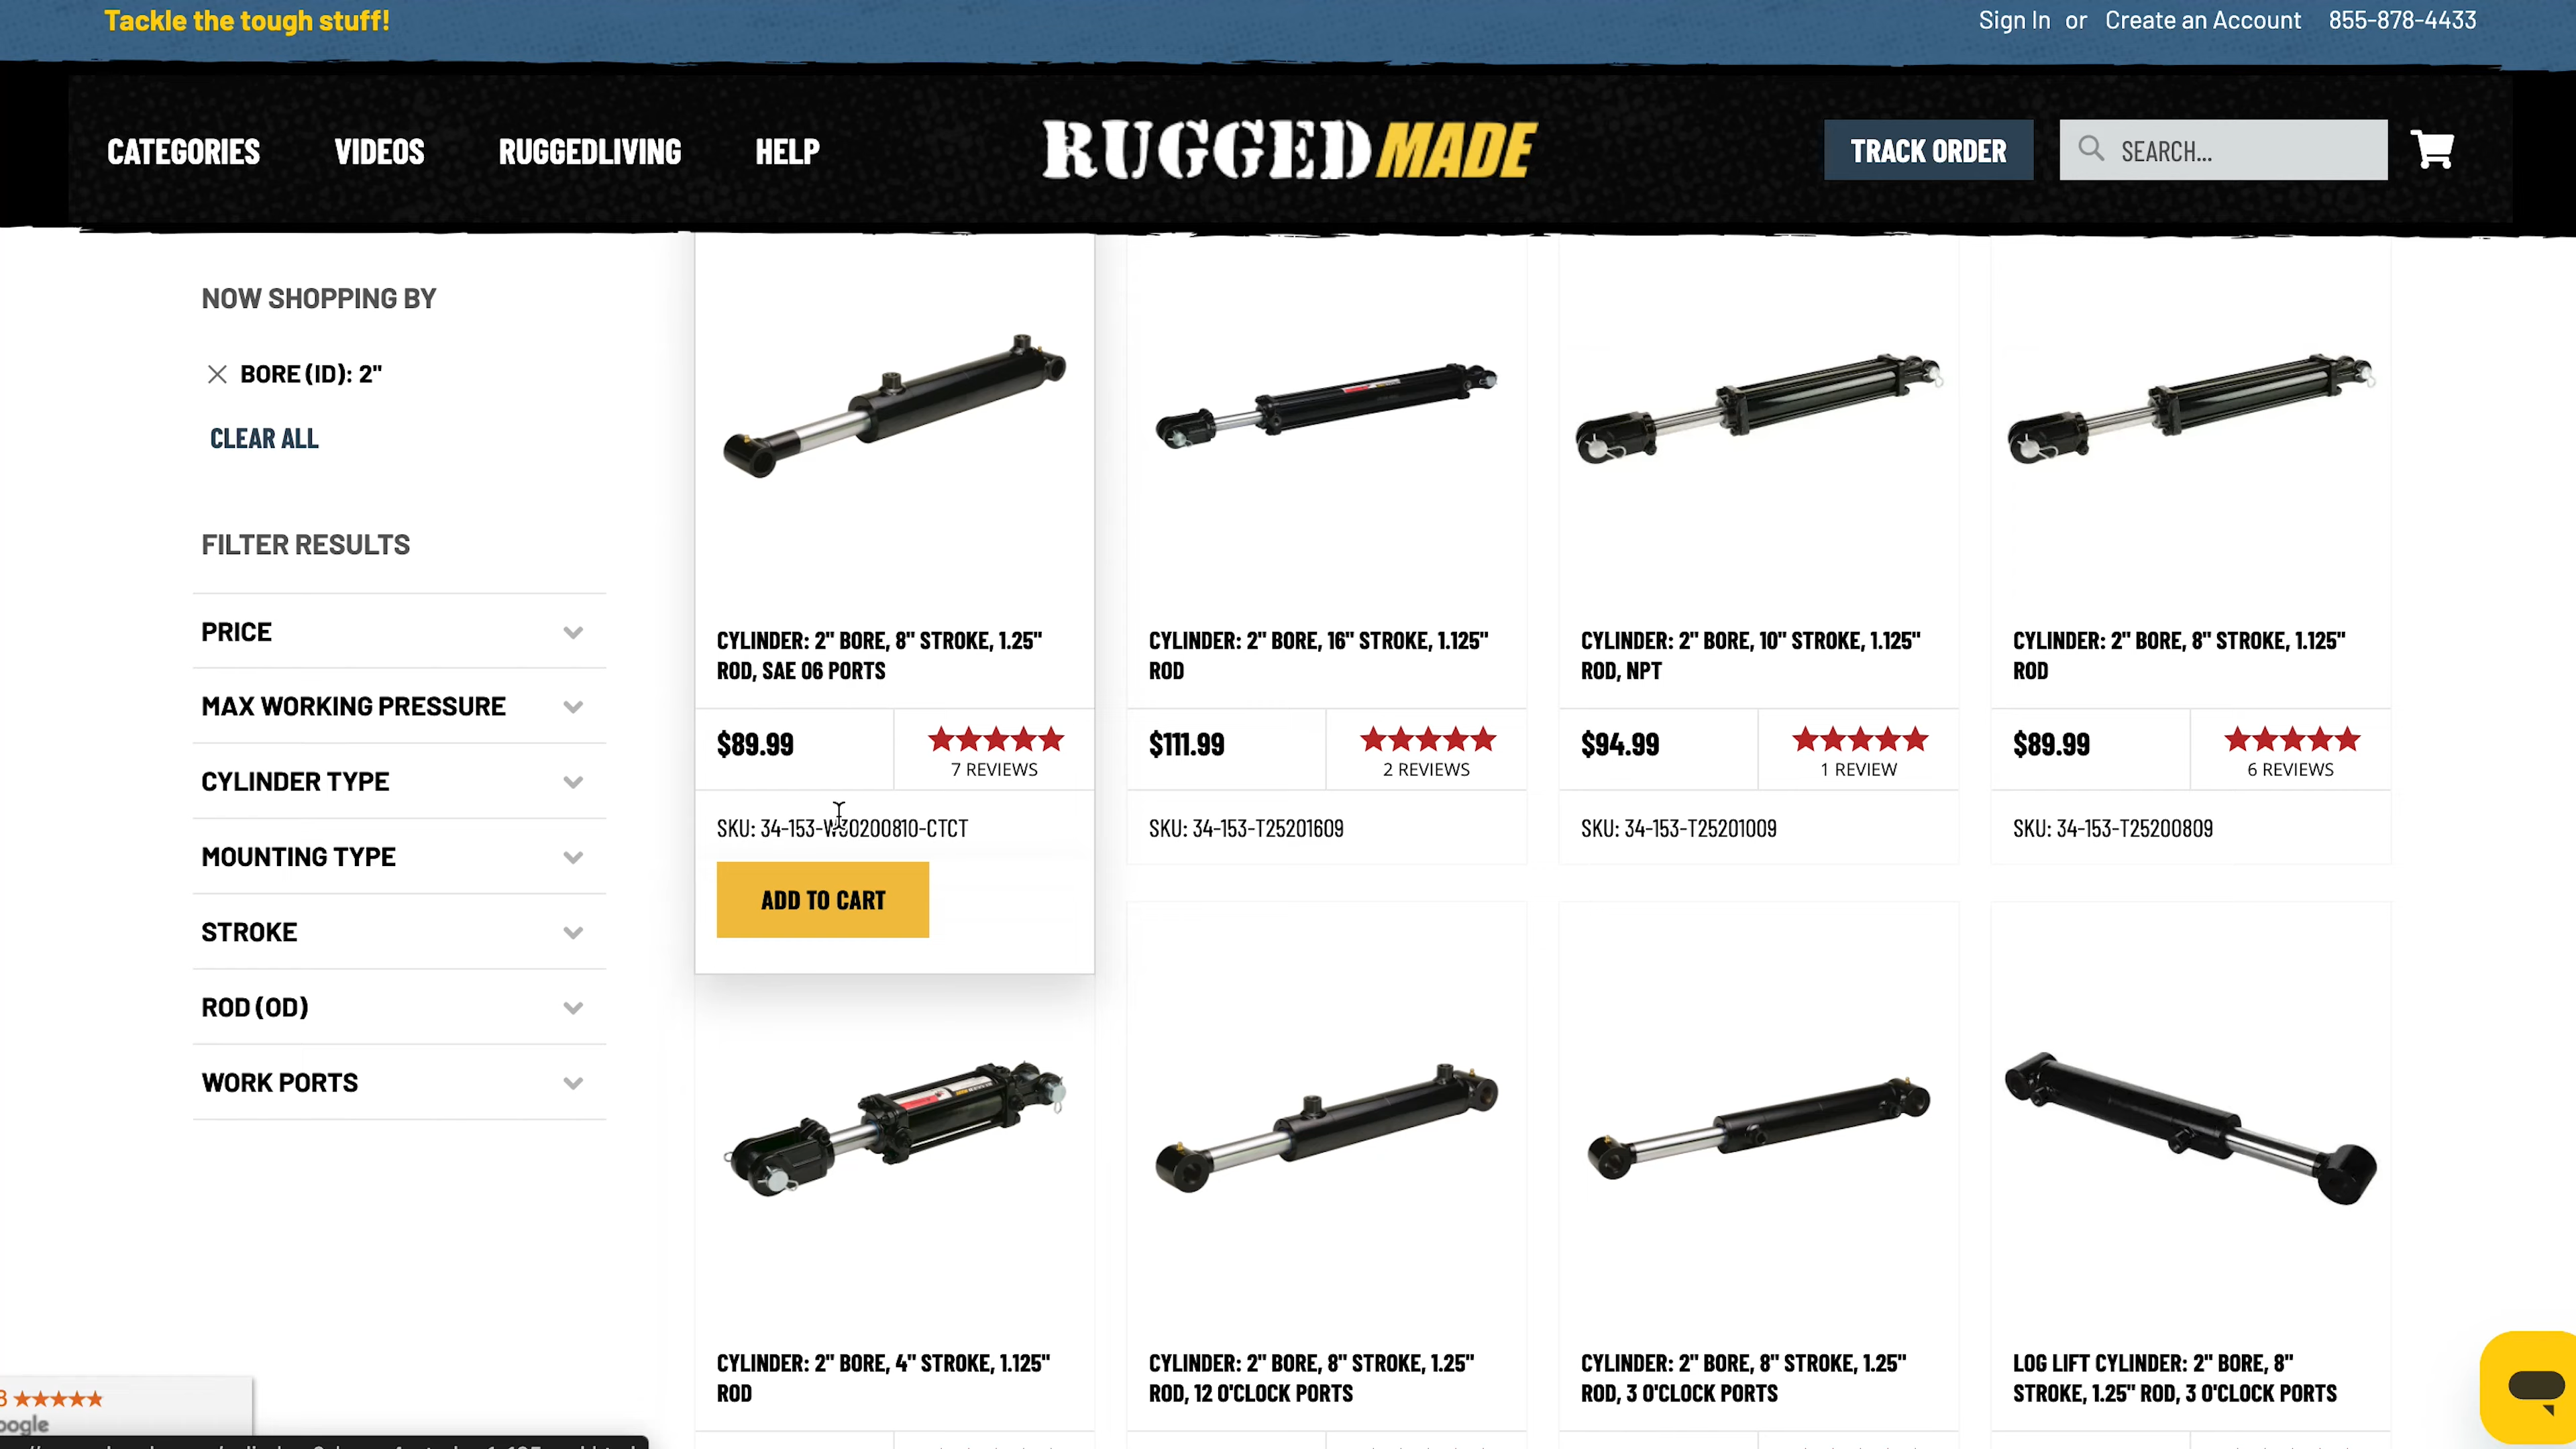 Tackle the tough stuff!
Sign In or Create an Account 855-878-4433
CATEGORIES VIDEOS RUGGEDLIVING HELP
RUGGEDMADE
TRACK ORDER
SEARCH...
NOW SHOPPING BY
BORE (ID): 2"
CLEAR ALL
FILTER RESULTS
PRICE
MAX WORKING PRESSURE
CYLINDER TYPE
MOUNTING TYPE
STROKE
ROD (OD)
WORK PORTS
CYLINDER: 2" BORE, 8" STROKE, 1.25"
ROD, SAE 06 PORTS
$89.99
7 REVIEWS
SKU: 34-153-W30200810-CTCT
ADD TO CART
CYLINDER: 2" BORE, 16" STROKE, 1.125"
ROD
$111.99
2 REVIEWS
SKU: 34-153-T25201609
CYLINDER: 2" BORE, 10" STROKE, 1.125"
ROD, NPT
$94.99
1 REVIEW
SKU: 34-153-T25201009
CYLINDER: 2" BORE, 8" STROKE, 1.125"
ROD
$89.99
6 REVIEWS
SKU: 34-153-T25200809
CYLINDER: 2" BORE, 4" STROKE, 1.125"
ROD
CYLINDER: 2" BORE, 8" STROKE, 1.25"
ROD, 12 O'CLOCK PORTS
CYLINDER: 2" BORE, 8" STROKE, 1.25"
ROD, 3 O'CLOCK PORTS
LOG LIFT CYLINDER: 2" BORE, 8"
STROKE, 1.25" ROD, 3 O'CLOCK PORTS
oogle